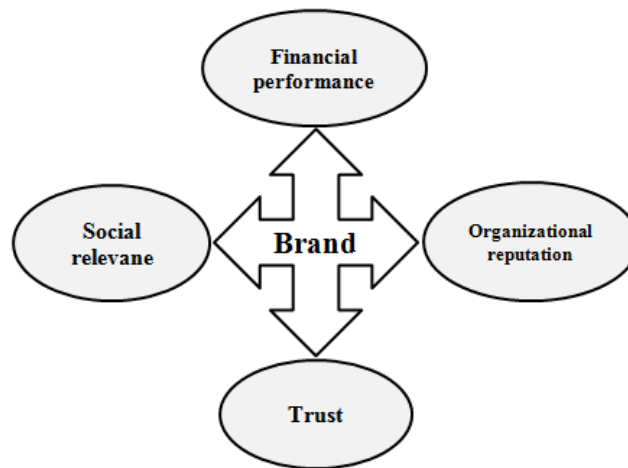 Financial
performance
Social
relevane
Brand
Organizational
reputation
Trust